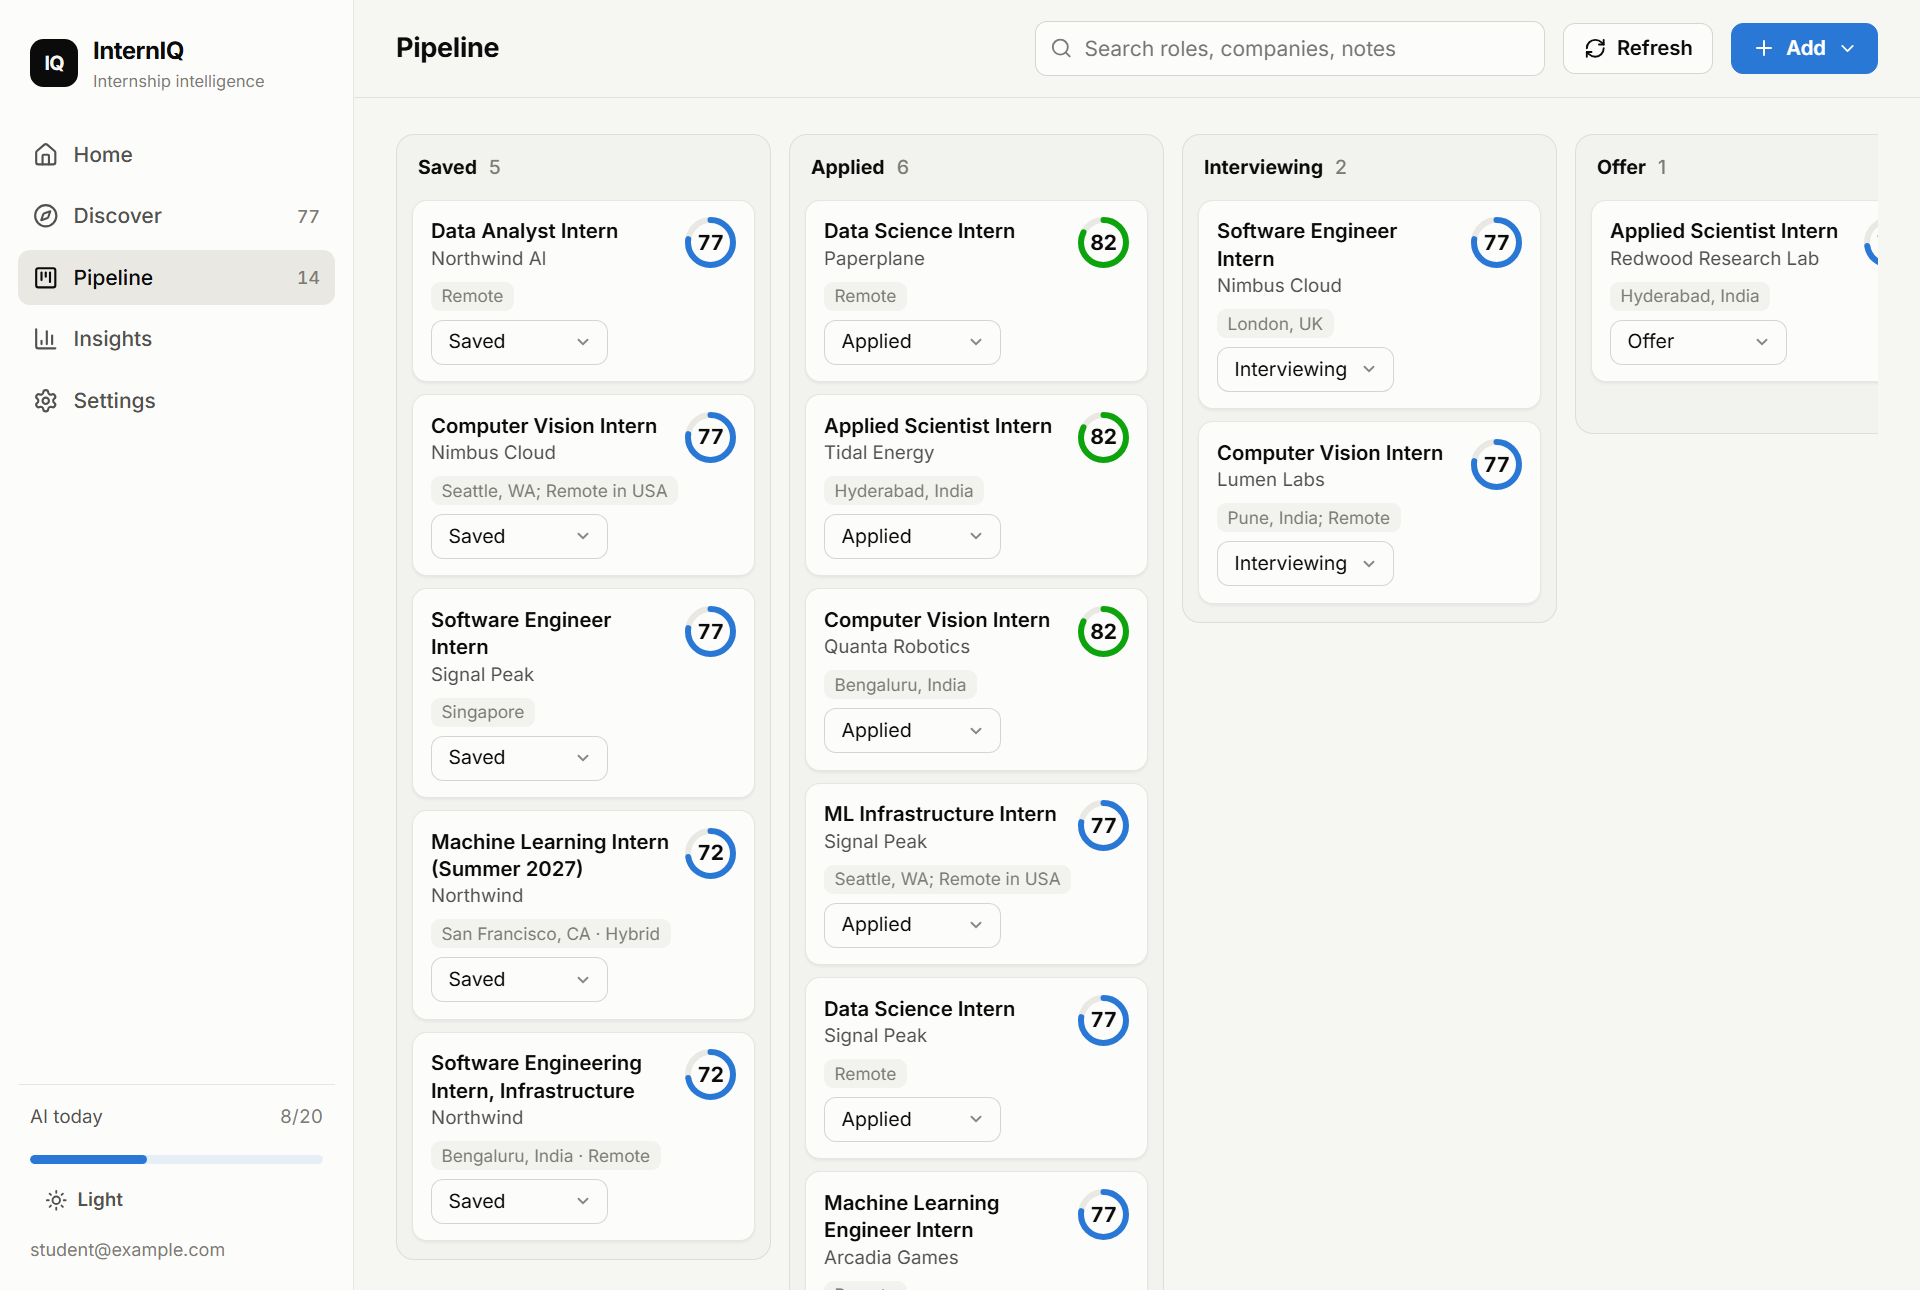 IQ
InternIQ
Internship intelligence
Home
Discover 77
Pipeline 14
Insights
Settings
AI today 8/20
Light
student@example.com
Pipeline
Search roles, companies, notes
Refresh
Add
Saved 5
Data Analyst Intern
77
Northwind AI
Remote
Saved
Computer Vision Intern
77
Nimbus Cloud
Seattle, WA; Remote in USA
Saved
Software Engineer
Intern
77
Signal Peak
Singapore
Saved
Machine Learning Intern
(Summer 2027)
72
Northwind
San Francisco, CA · Hybrid
Saved
Software Engineering
Intern, Infrastructure
72
Northwind
Bengaluru, India · Remote
Saved
Applied 6
Data Science Intern
82
Paperplane
Remote
Applied
Applied Scientist Intern
82
Tidal Energy
Hyderabad, India
Applied
Computer Vision Intern
82
Quanta Robotics
Bengaluru, India
Applied
ML Infrastructure Intern
77
Signal Peak
Seattle, WA; Remote in USA
Applied
Data Science Intern
77
Signal Peak
Remote
Applied
Machine Learning
Engineer Intern
77
Arcadia Games
Interviewing 2
Software Engineer
Intern
77
Nimbus Cloud
London, UK
Interviewing
Computer Vision Intern
77
Lumen Labs
Pune, India; Remote
Interviewing
Offer 1
Applied Scientist Intern
Redwood Research Lab
Hyderabad, India
Offer